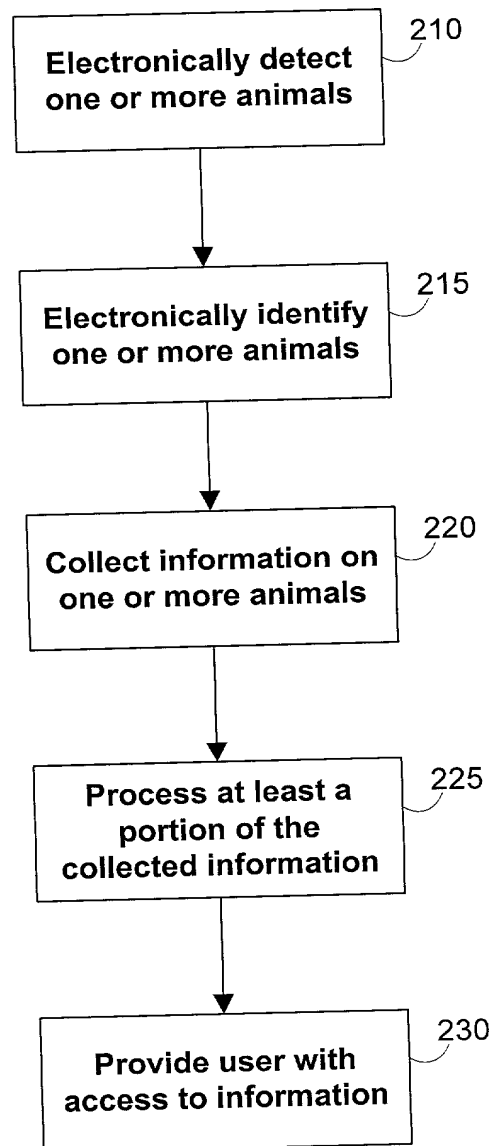 210
Electronically detect
one or more animals
215
Electronically identify
one or more animals
220
Collect information on
one or more animals
225
Process at least a
portion of the
collected information
230
Provide user with
access to information